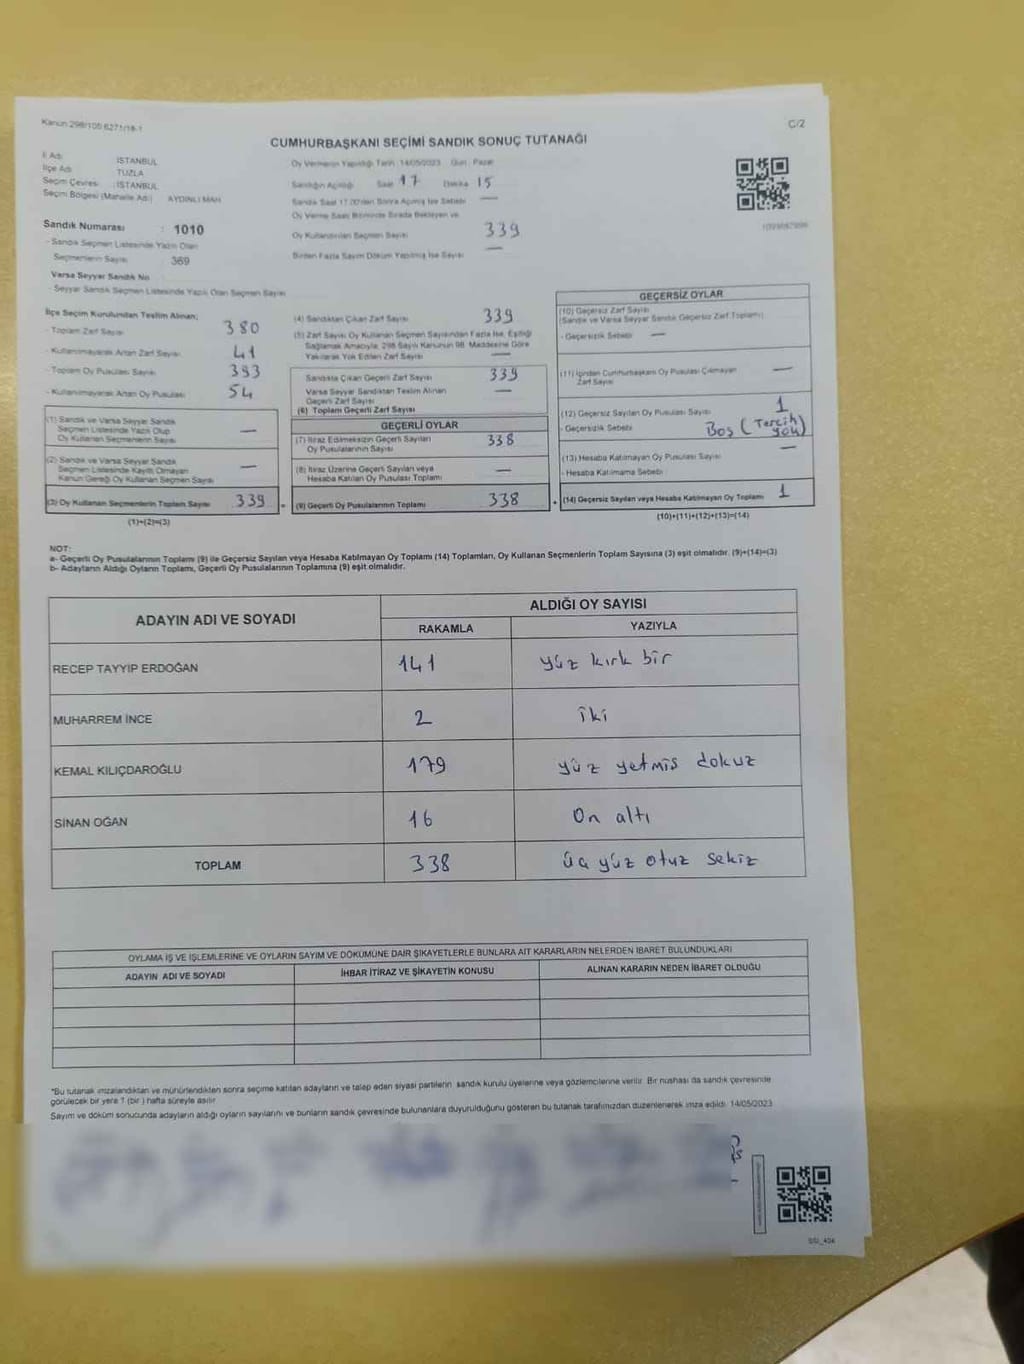 Kanun 298/105 6271/18-1
C/2
CUMHURBAŞKANI SEÇİMİ SANDIK SONUÇ TUTANAĞI
İl Adı : İSTANBUL
İlçe Adı : TUZLA
Seçim Çevresi : İSTANBUL
Seçim Bölgesi (Mahalle Adı) AYDINLI MAH
Oy Vermenin Yapıldığı Tarih 14/05/2023 Gün: Pazar
Sandığın Açıldığı Saat 17 Dakika 15
Sandık Saat 17.00'den Sonra Açılmış İse Sebebi —
Oy Verme Saati Bitiminde Sırada Bekleyen ve
Oy Kullandırılan Seçmen Sayısı 339
Birden Fazla Sayım Döküm Yapılmış İse Sayısı —
Sandık Numarası : 1010
- Sandık Seçmen Listesinde Yazılı Olan
Seçmenlerin Sayısı : 369
Varsa Seyyar Sandık No
- Seyyar Sandık Seçmen Listesinde Yazılı Olan Seçmen Sayısı
İlçe Seçim Kurulundan Teslim Alınan;
- Toplam Zarf Sayısı 380
- Kullanılmayarak Artan Zarf Sayısı 41
- Toplam Oy Pusulası Sayısı 393
- Kullanılmayarak Artan Oy Pusulası 54
(1) Sandık ve Varsa Seyyar Sandık
Seçmen Listesinde Yazılı Olup
Oy Kullanan Seçmenlerin Sayısı —
(2) Sandık ve Varsa Seyyar Sandık
Seçmen Listesinde Kayıtlı Olmayan
Kanun Gereği Oy Kullanan Seçmen Sayısı —
(3) Oy Kullanan Seçmenlerin Toplam Sayısı 339
(1)+(2)=(3)
(4) Sandıktan Çıkan Zarf Sayısı 339
(5) Zarf Sayısı Oy Kullanan Seçmen Sayısından Fazla İse, Eşitliği
Sağlamak Amacıyla, 298 Sayılı Kanunun 98. Maddesine Göre
Yakılarak Yok Edilen Zarf Sayısı —
Sandıkta Çıkan Geçerli Zarf Sayısı 339
Varsa Seyyar Sandıktan Teslim Alınan
Geçerli Zarf Sayısı —
(6) Toplam Geçerli Zarf Sayısı
GEÇERLİ OYLAR
(7) İtiraz Edilmeksizin Geçerli Sayılan
Oy Pusulalarının Sayısı 338
(8) İtiraz Üzerine Geçerli Sayılan veya
Hesaba Katılan Oy Pusulası Toplamı —
(9) Geçerli Oy Pusulalarının Toplamı 338
GEÇERSİZ OYLAR
(10) Geçersiz Zarf Sayısı
(Sandık ve Varsa Seyyar Sandık Geçersiz Zarf Toplamı)
- Geçersizlik Sebebi —
(11) İçinden Cumhurbaşkanı Oy Pusulası Çıkmayan
Zarf Sayısı —
(12) Geçersiz Sayılan Oy Pusulası Sayısı 1
- Geçersizlik Sebebi Boş (Tercih yok)
(13) Hesaba Katılmayan Oy Pusulası Sayısı —
- Hesaba Katılmama Sebebi
(14) Geçersiz Sayılan veya Hesaba Katılmayan Oy Toplamı 1
(10)+(11)+(12)+(13)=(14)
NOT:
a- Geçerli Oy Pusulalarının Toplamı (9) ile Geçersiz Sayılan veya Hesaba Katılmayan Oy Toplamı (14) Toplamları, Oy Kullanan Seçmenlerin Toplam Sayısına (3) eşit olmalıdır. (9)+(14)=(3)
b- Adayların Aldığı Oyların Toplamı, Geçerli Oy Pusulalarının Toplamına (9) eşit olmalıdır.
ADAYIN ADI VE SOYADI
ALDIĞI OY SAYISI
RAKAMLA YAZIYLA
RECEP TAYYIP ERDOĞAN 141 yüz kırk bir
MUHARREM İNCE 2 iki
KEMAL KILIÇDAROĞLU 179 yüz yetmiş dokuz
SİNAN OĞAN 16 On altı
TOPLAM 338 üç yüz otuz sekiz
OYLAMA İŞ VE İŞLEMLERİNE VE OYLARIN SAYIM VE DÖKÜMÜNE DAİR ŞİKAYETLERLE BUNLARA AİT KARARLARIN NELERDEN İBARET BULUNDUKLARI
ADAYIN ADI VE SOYADI İHBAR İTİRAZ VE ŞİKAYETİN KONUSU ALINAN KARARIN NEDEN İBARET OLDUĞU
*Bu tutanak imzalandıktan ve mühürlendikten sonra seçime katılan adayların ve talep eden siyasi partilerin sandık kurulu üyelerine veya gözlemcilerine verilir. Bir nüshası da sandık çevresinde
görülecek bir yere 1 (bir) hafta süreyle asılır.
Sayım ve döküm sonucunda adayların aldığı oyların sayılarını ve bunların sandık çevresinde bulunanlara duyurulduğunu gösteren bu tutanak tarafımızdan düzenlenerek imza edildi. 14/05/2023